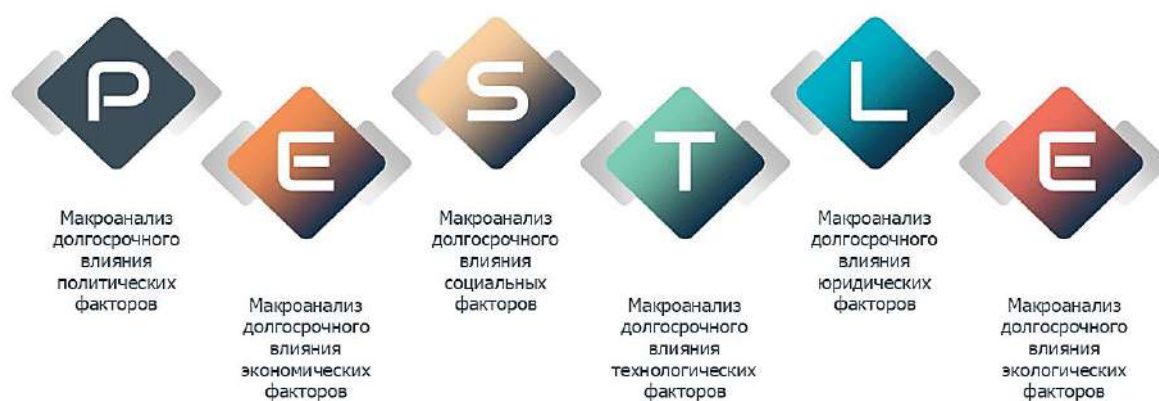 P
Макроанализ
долгосрочного
влияния
политических
факторов
E
Макроанализ
долгосрочного
влияния
экономических
факторов
S
Макроанализ
долгосрочного
влияния
социальных
факторов
T
Макроанализ
долгосрочного
влияния
технологических
факторов
L
Макроанализ
долгосрочного
влияния
юридических
факторов
E
Макроанализ
долгосрочного
влияния
экологических
факторов